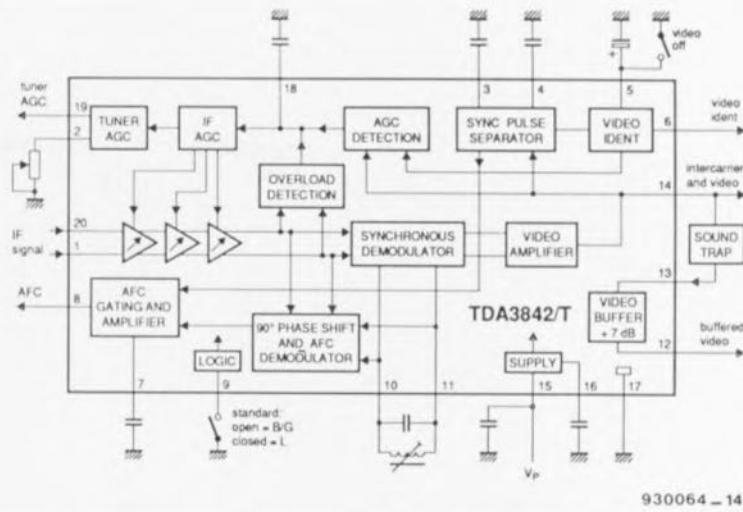 video
off
18
3
4
5
tuner
AGC
19
2
TUNER
AGC
IF
AGC
AGC
DETECTION
SYNC PULSE
SEPARATOR
VIDEO
IDENT
6
video
ident
OVERLOAD
DETECTION
14
intercarrier
and video
20
IF
signal
1
SYNCHRONOUS
DEMODULATOR
VIDEO
AMPLIFIER
SOUND
TRAP
AFC
8
AFC
GATING AND
AMPLIFIER
90° PHASE SHIFT
AND AFC
DEMODULATOR
TDA3842/T
13
VIDEO
BUFFER
+ 7 dB
12
buffered
video
LOGIC
SUPPLY
7
9
10
11
15
16
17
standard:
open = B/G
closed = L
+
VP
930064 - 14